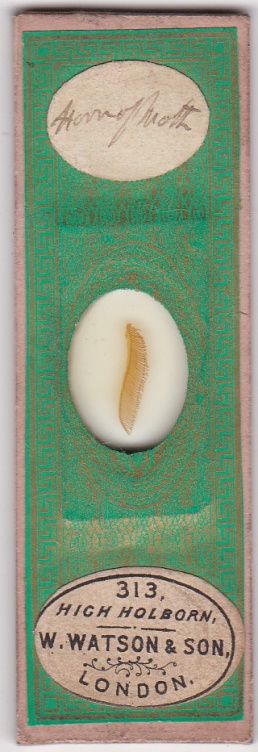 Horn of Moth
313,
HIGH HOLBORN,
W. WATSON & SON,
LONDON.